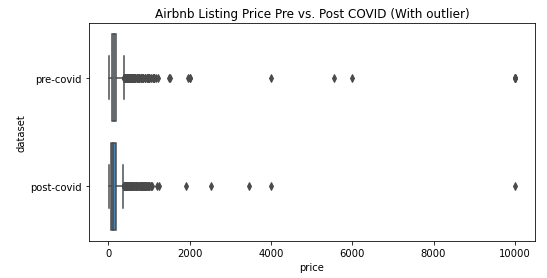 Airbnb Listing Price Pre vs. Post COVID (With outlier)
pre-covid
dataset
post-covid
0 2000 4000 6000 8000 10000
price